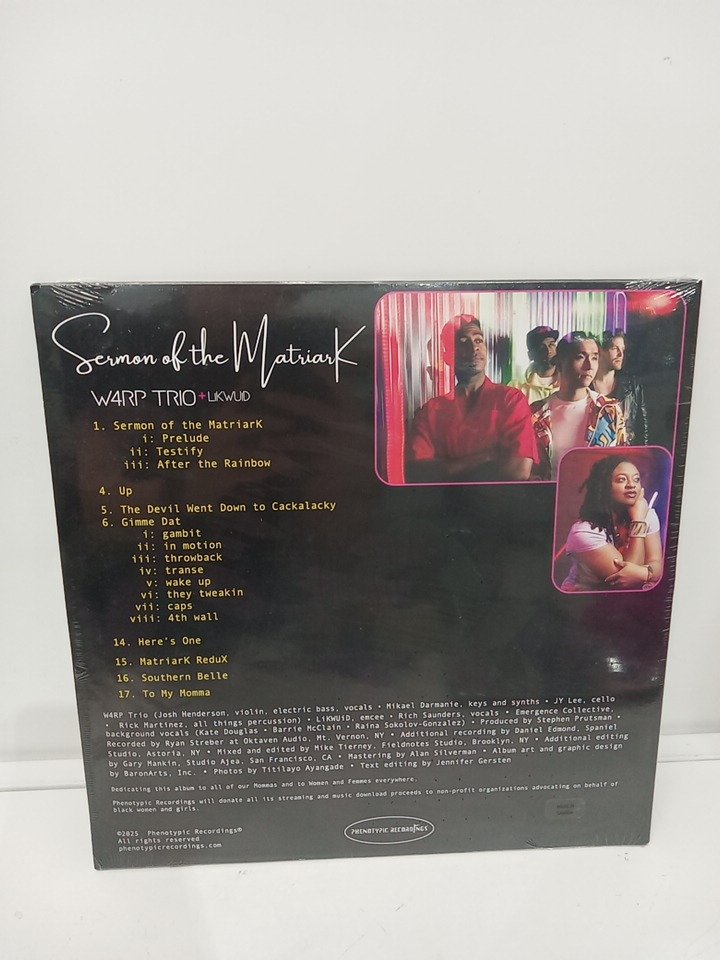 Sermon of the MatriarK
W4RP TRIO + LiKWUiD
1. Sermon of the MatriarK
i: Prelude
ii: Testify
iii: After the Rainbow
4. Up
5. The Devil Went Down to Cackalacky
6. Gimme Dat
i: gambit
ii: in motion
iii: throwback
iv: transe
v: wake up
vi: they tweakin
vii: caps
viii: 4th wall
14. Here's One
15. MatriarK ReduX
16. Southern Belle
17. To My Momma
W4RP Trio (Josh Henderson, violin, electric bass, vocals • Mikael Darmanie, keys and synths • JY Lee, cello
• Rick Martinez, all things percussion) • LiKWUiD, emcee • Rich Saunders, vocals • Emergence Collective,
background vocals (Kate Douglas • Barrie McClain • Raina Sokolov-Gonzalez) • Produced by Stephen Prutsman •
Recorded by Ryan Streber at Oktaven Audio, Mt. Vernon, NY • Additional recording by Daniel Edmond, Spaniel
Studio, Astoria, NY • Mixed and edited by Mike Tierney, Fieldnotes Studio, Brooklyn, NY • Additional editing
by Gary Mankin, Studio Ajea, San Francisco, CA • Mastering by Alan Silverman • Album art and graphic design
by BaronArts, Inc. • Photos by Titilayo Ayangade • Text editing by Jennifer Gersten
Dedicating this album to all of our Mommas and to Women and Femmes everywhere.
Phenotypic Recordings will donate all its streaming and music download proceeds to non-profit organizations advocating on behalf of
black women and girls.
©2025 Phenotypic Recordings®
All rights reserved
phenotypicrecordings.com
PHENOTYPIC RECORDINGS